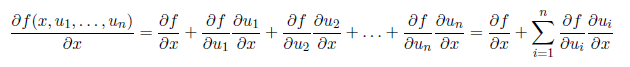 ∂f(x, u₁, . . . , uₙ)/∂x = ∂f/∂x + ∂f/∂u₁ ∂u₁/∂x + ∂f/∂u₂ ∂u₂/∂x + . . . + ∂f/∂uₙ ∂uₙ/∂x = ∂f/∂x + ∑ᵢ₌₁ⁿ ∂f/∂uᵢ ∂uᵢ/∂x